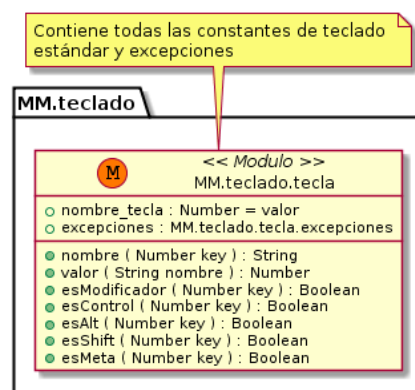 Contiene todas las constantes de teclado
estándar y excepciones
MM.teclado
M
<< Modulo >>
MM.teclado.tecla
nombre_tecla : Number = valor
excepciones : MM.teclado.tecla.excepciones
nombre ( Number key ) : String
valor ( String nombre ) : Number
esModificador ( Number key ) : Boolean
esControl ( Number key ) : Boolean
esAlt ( Number key ) : Boolean
esShift ( Number key ) : Boolean
esMeta ( Number key ) : Boolean